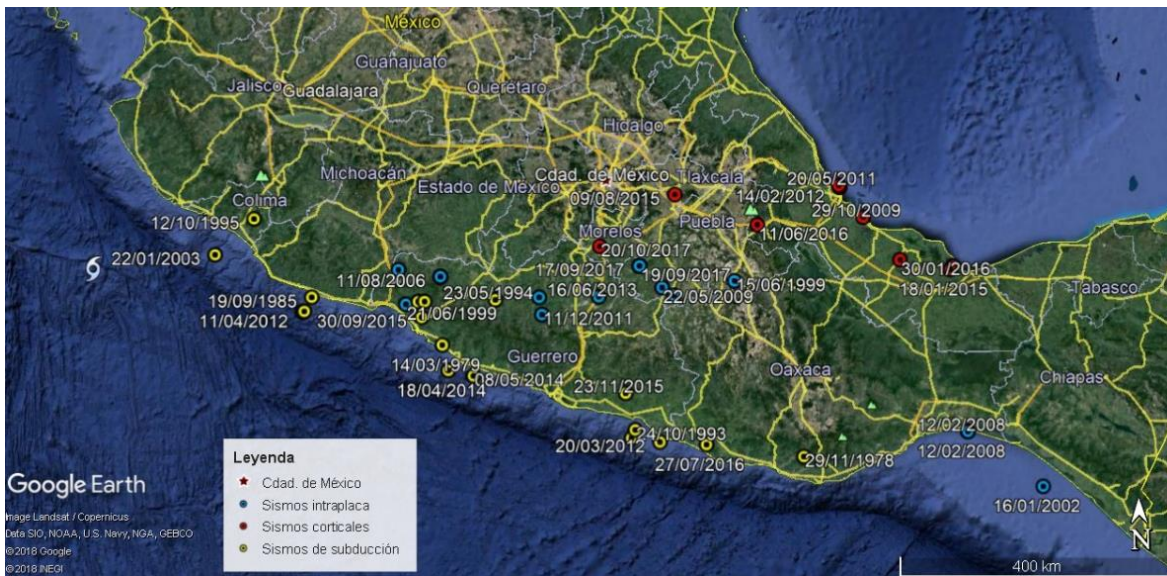 México
Guanajuato
Jalisco
Guadalajara
Querétaro
Hidalgo
Michoacán
Estado de México
Cdad. de México
Tlaxcala
20/05/2011
09/08/2015
14/02/2012
Colima
Puebla
29/10/2009
12/10/1995
Morelos
11/06/2016
20/10/2017
22/01/2003
17/09/2017
19/09/2017
30/01/2016
11/08/2006
23/05/1994
16/06/2013
15/06/1999
18/01/2015
Tabasco
19/09/1985
22/05/2009
11/04/2012
30/09/2015
21/06/1999
11/12/2011
Guerrero
14/03/1979
08/05/2014
Oaxaca
Chiapas
18/04/2014
23/11/2015
24/10/1993
12/02/2008
20/03/2012
12/02/2008
27/07/2016
29/11/1978
16/01/2002
Leyenda
Cdad. de México
Sismos intraplaca
Sismos corticales
Sismos de subducción
Google Earth
Image Landsat / Copernicus
Data SIO, NOAA, U.S. Navy, NGA, GEBCO
©2018 Google
©2018 INEGI
N
400 km